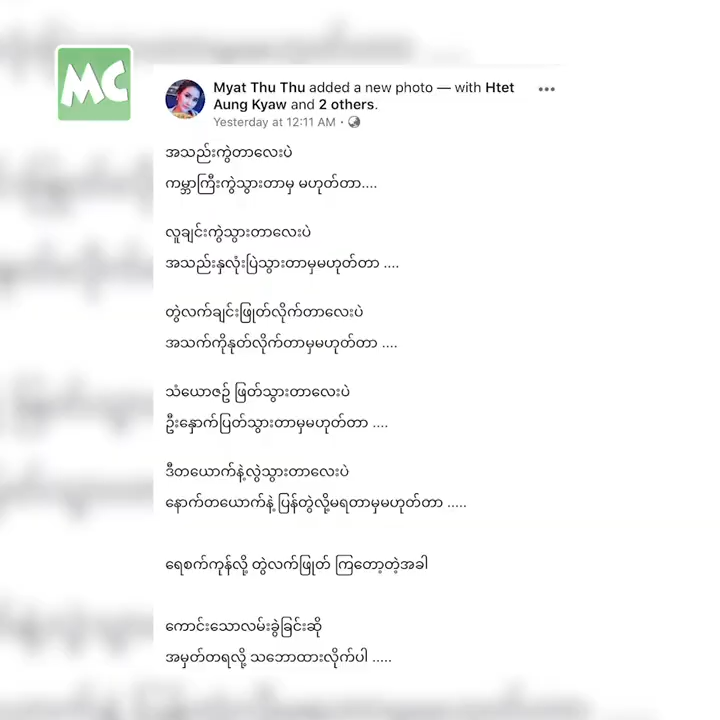 MC
Myat Thu Thu added a new photo — with Htet
Aung Kyaw and 2 others.
Yesterday at 12:11 AM ·
အသည်းကွဲတာလေးပဲ
ကမ္ဘာကြီးကွဲသွားတာမှ မဟုတ်တာ....
လူချင်းကွဲသွားတာလေးပဲ
အသည်းနှလုံးပြဲသွားတာမှမဟုတ်တာ ....
တွဲလက်ချင်းဖြုတ်လိုက်တာလေးပဲ
အသက်ကိုနုတ်လိုက်တာမှမဟုတ်တာ ....
သံယောဇဥ် ဖြတ်သွားတာလေးပဲ
ဦးနှောက်ပြတ်သွားတာမှမဟုတ်တာ ....
ဒီတယောက်နဲ့လွဲသွားတာလေးပဲ
နောက်တယောက်နဲ့ ပြန်တွဲလို့မရတာမှမဟုတ်တာ .....
ရေစက်ကုန်လို့ တွဲလက်ဖြုတ် ကြတော့တဲ့အခါ
ကောင်းသောလမ်းခွဲခြင်းဆို
အမှတ်တရလို့ သဘောထားလိုက်ပါ .....